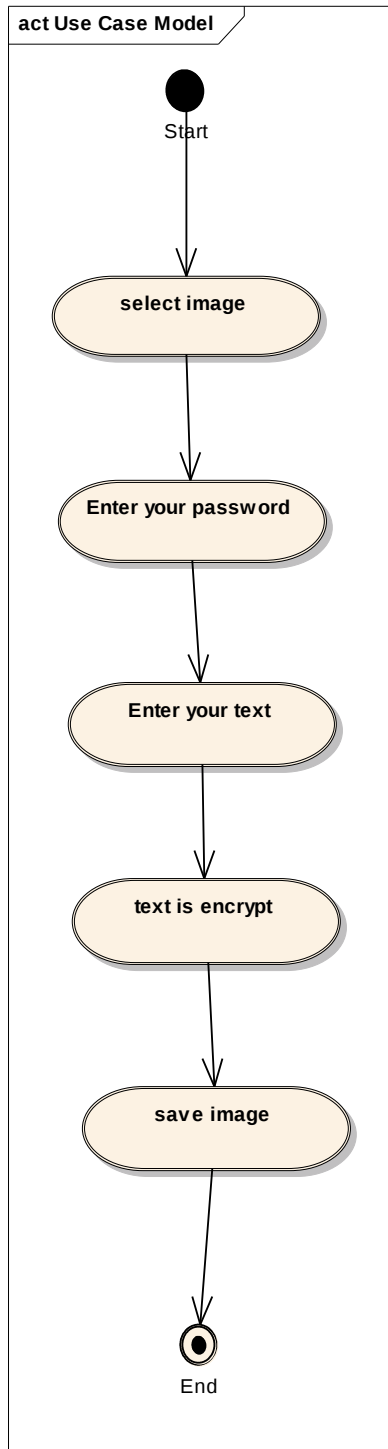 act Use Case Model
Start
select image
Enter your password
Enter your text
text is encrypt
save image
End